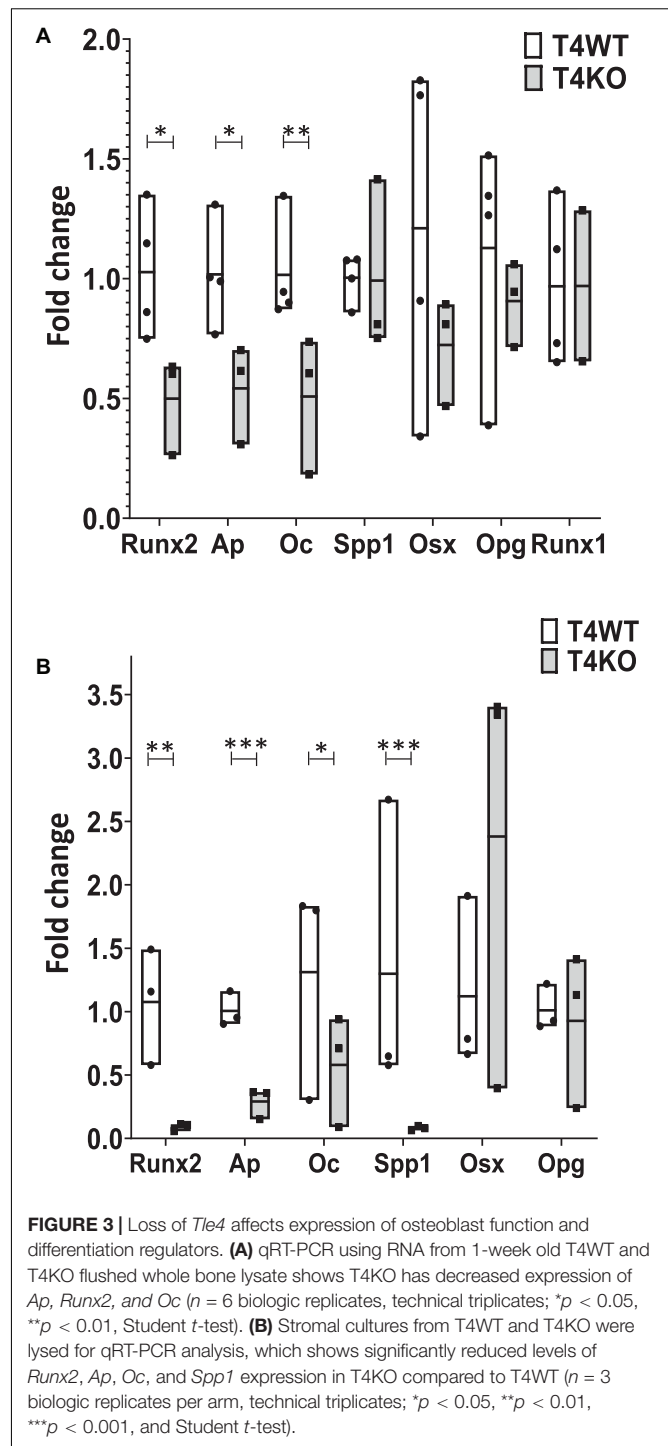 A
T4WT
T4KO
2.0
1.5
1.0
0.5
0.0
Fold change
* * **
Runx2 Ap Oc Spp1 Osx Opg Runx1
T4WT
T4KO
B
3.5
3.0
2.5
2.0
1.5
1.0
0.5
0.0
Fold change
** *** * ***
Runx2 Ap Oc Spp1 Osx Opg
FIGURE 3 | Loss of Tle4 affects expression of osteoblast function and
differentiation regulators. (A) qRT-PCR using RNA from 1-week old T4WT and
T4KO flushed whole bone lysate shows T4KO has decreased expression of
Ap, Runx2, and Oc (n = 6 biologic replicates, technical triplicates; *p < 0.05,
**p < 0.01, Student t-test). (B) Stromal cultures from T4WT and T4KO were
lysed for qRT-PCR analysis, which shows significantly reduced levels of
Runx2, Ap, Oc, and Spp1 expression in T4KO compared to T4WT (n = 3
biologic replicates per arm, technical triplicates; *p < 0.05, **p < 0.01,
***p < 0.001, and Student t-test).